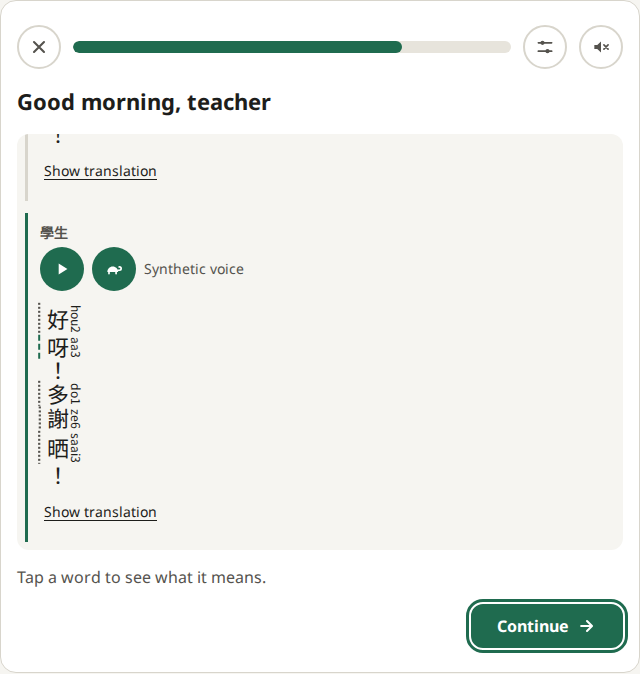 Good morning, teacher
！
Show translation
學生
Synthetic voice
好呀！多謝晒！
hou2 aa3 do1 ze6 saai3
Show translation
Tap a word to see what it means.
Continue